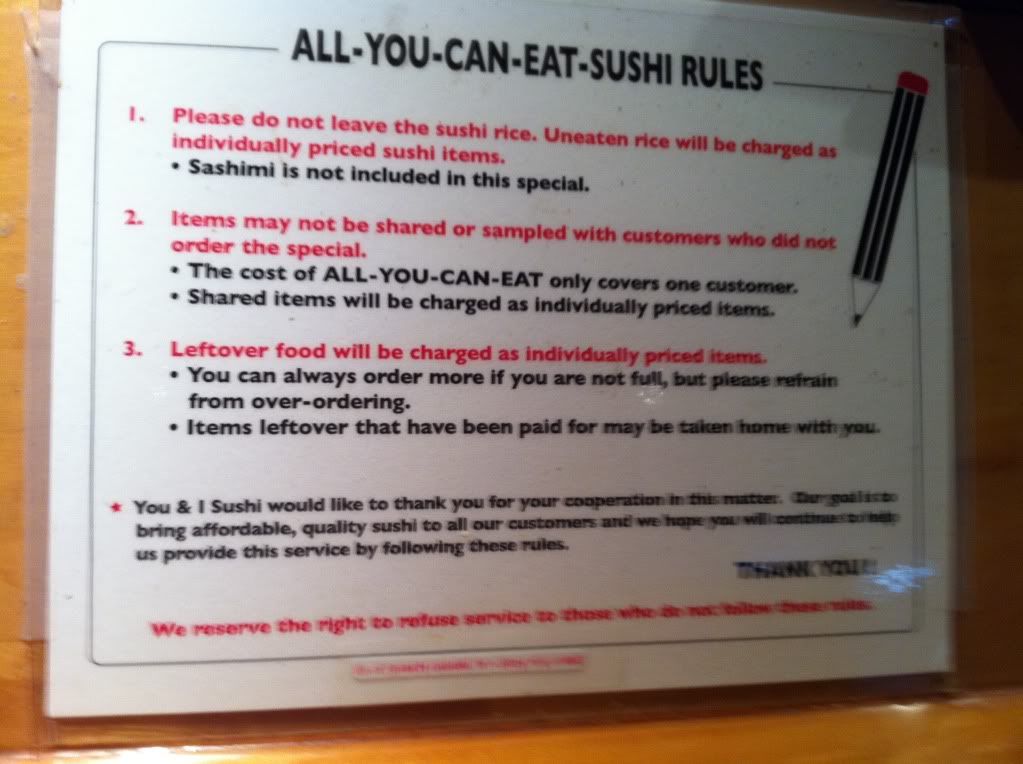 ALL-YOU-CAN-EAT-SUSHI RULES
1. Please do not leave the sushi rice. Uneaten rice will be charged as
individually priced sushi items.
• Sashimi is not included in this special.
2. Items may not be shared or sampled with customers who did not
order the special.
• The cost of ALL-YOU-CAN-EAT only covers one customer.
• Shared items will be charged as individually priced items.
3. Leftover food will be charged as individually priced items.
• You can always order more if you are not full, but please refrain
from over-ordering.
• Items leftover that have been paid for may be taken home with you.
★ You & I Sushi would like to thank you for your cooperation in this matter. Our goal is to
bring affordable, quality sushi to all our customers and we hope you will continue to help
us provide this service by following these rules.
THANK YOU!
We reserve the right to refuse service to those who do not follow these rules.